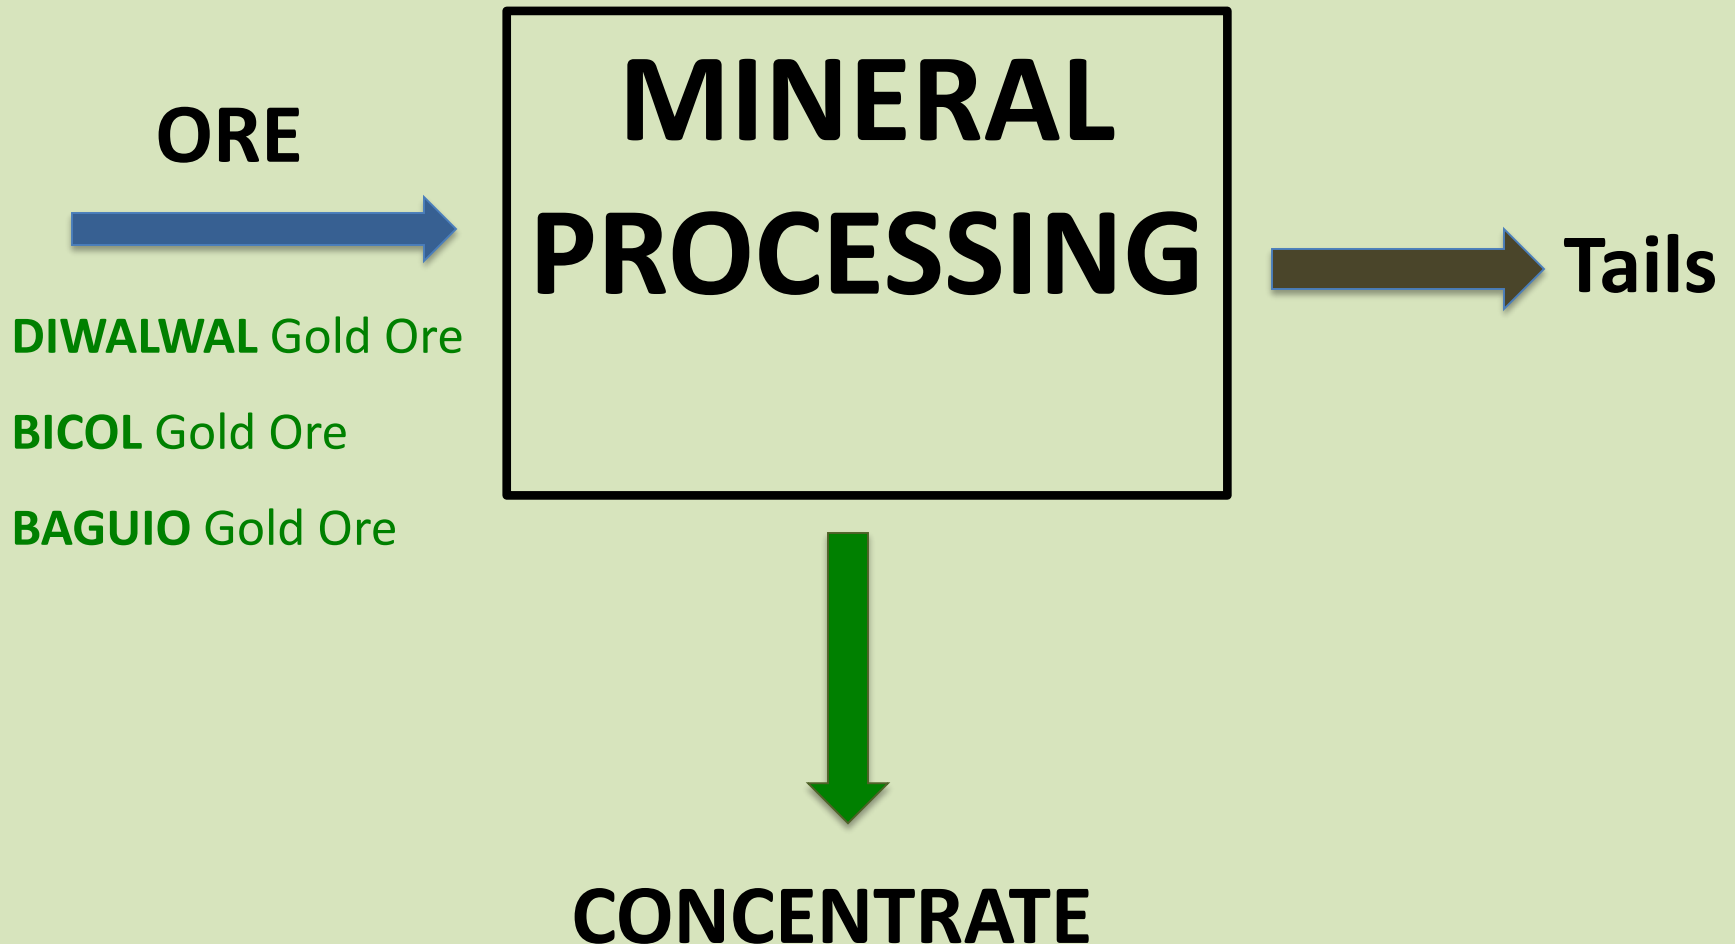 ORE
MINERAL
PROCESSING
Tails
DIWALWAL Gold Ore
BICOL Gold Ore
BAGUIO Gold Ore
CONCENTRATE